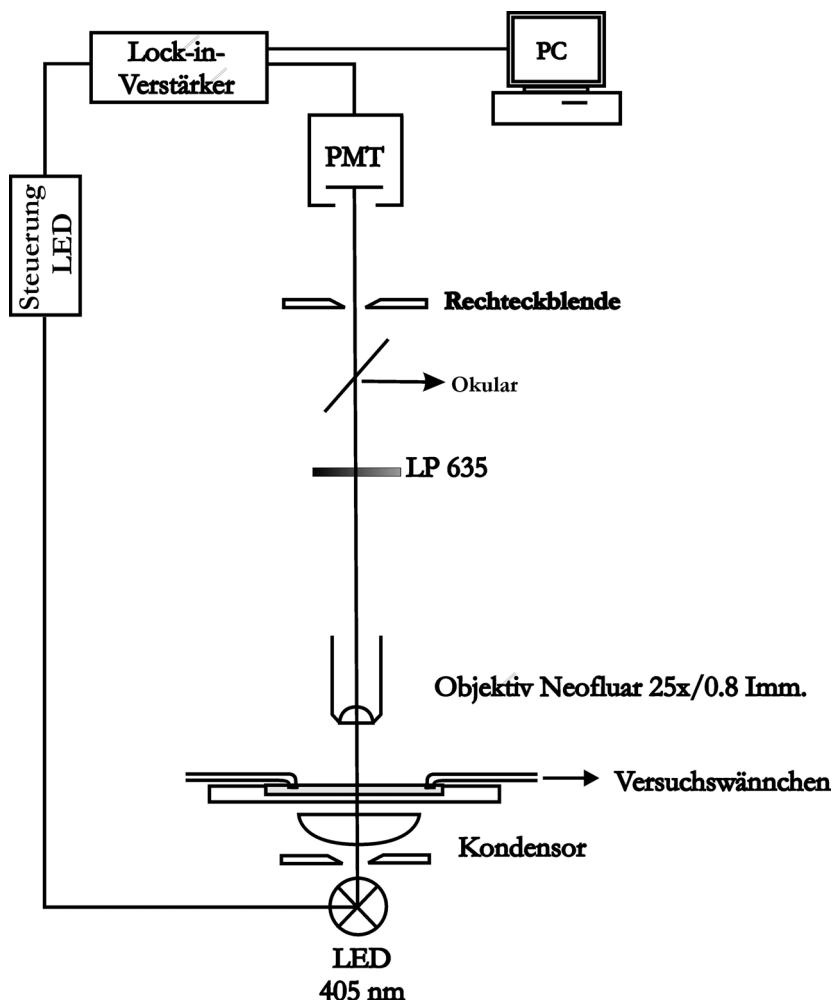 Lock-in-
Verstärker
PC
PMT
Steuerung
LED
Rechteckblende
Okular
LP 635
Objektiv Neofluar 25x/0.8 Imm.
Versuchswännchen
Kondensor
LED
405 nm